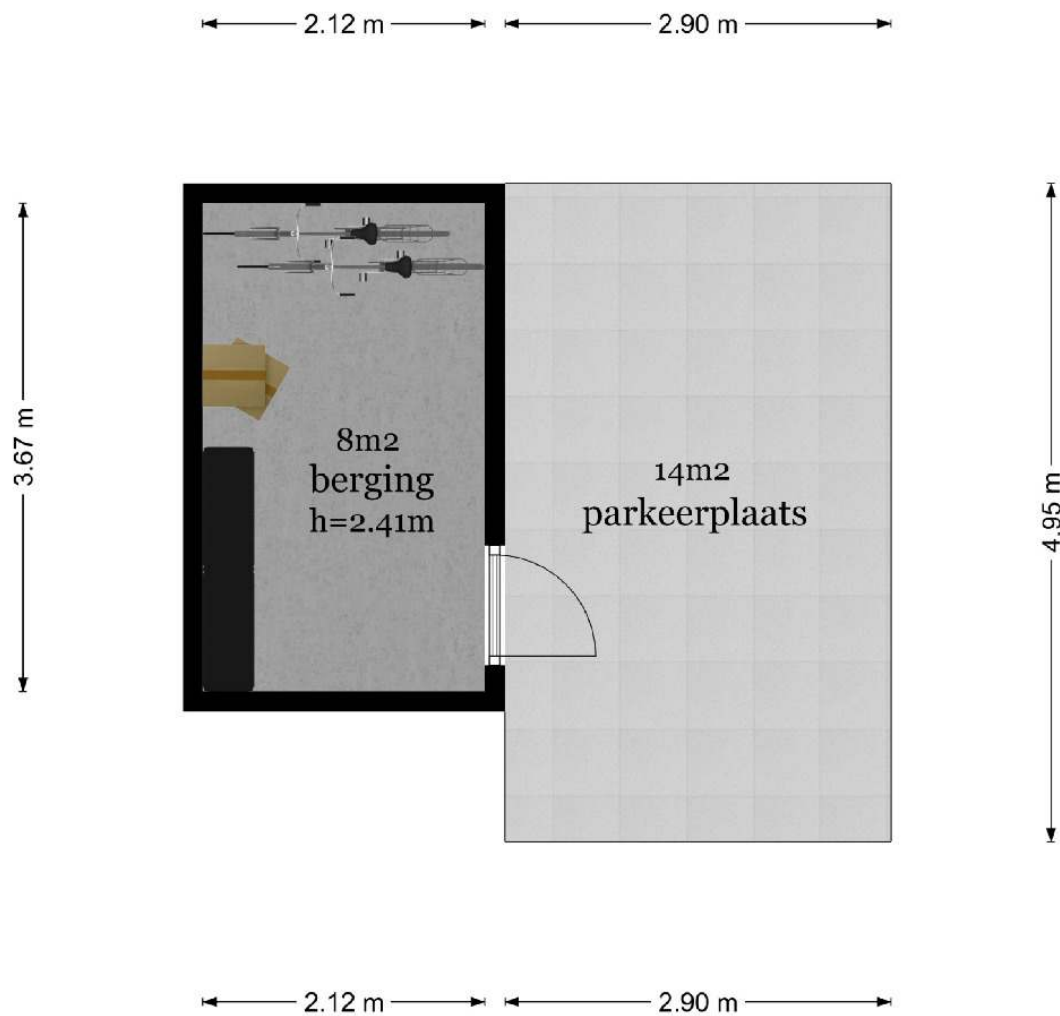 2.12 m
2.90 m
3.67 m
8m2
berging
h=2.41m
14m2
parkeerplaats
4.95 m
2.12 m
2.90 m